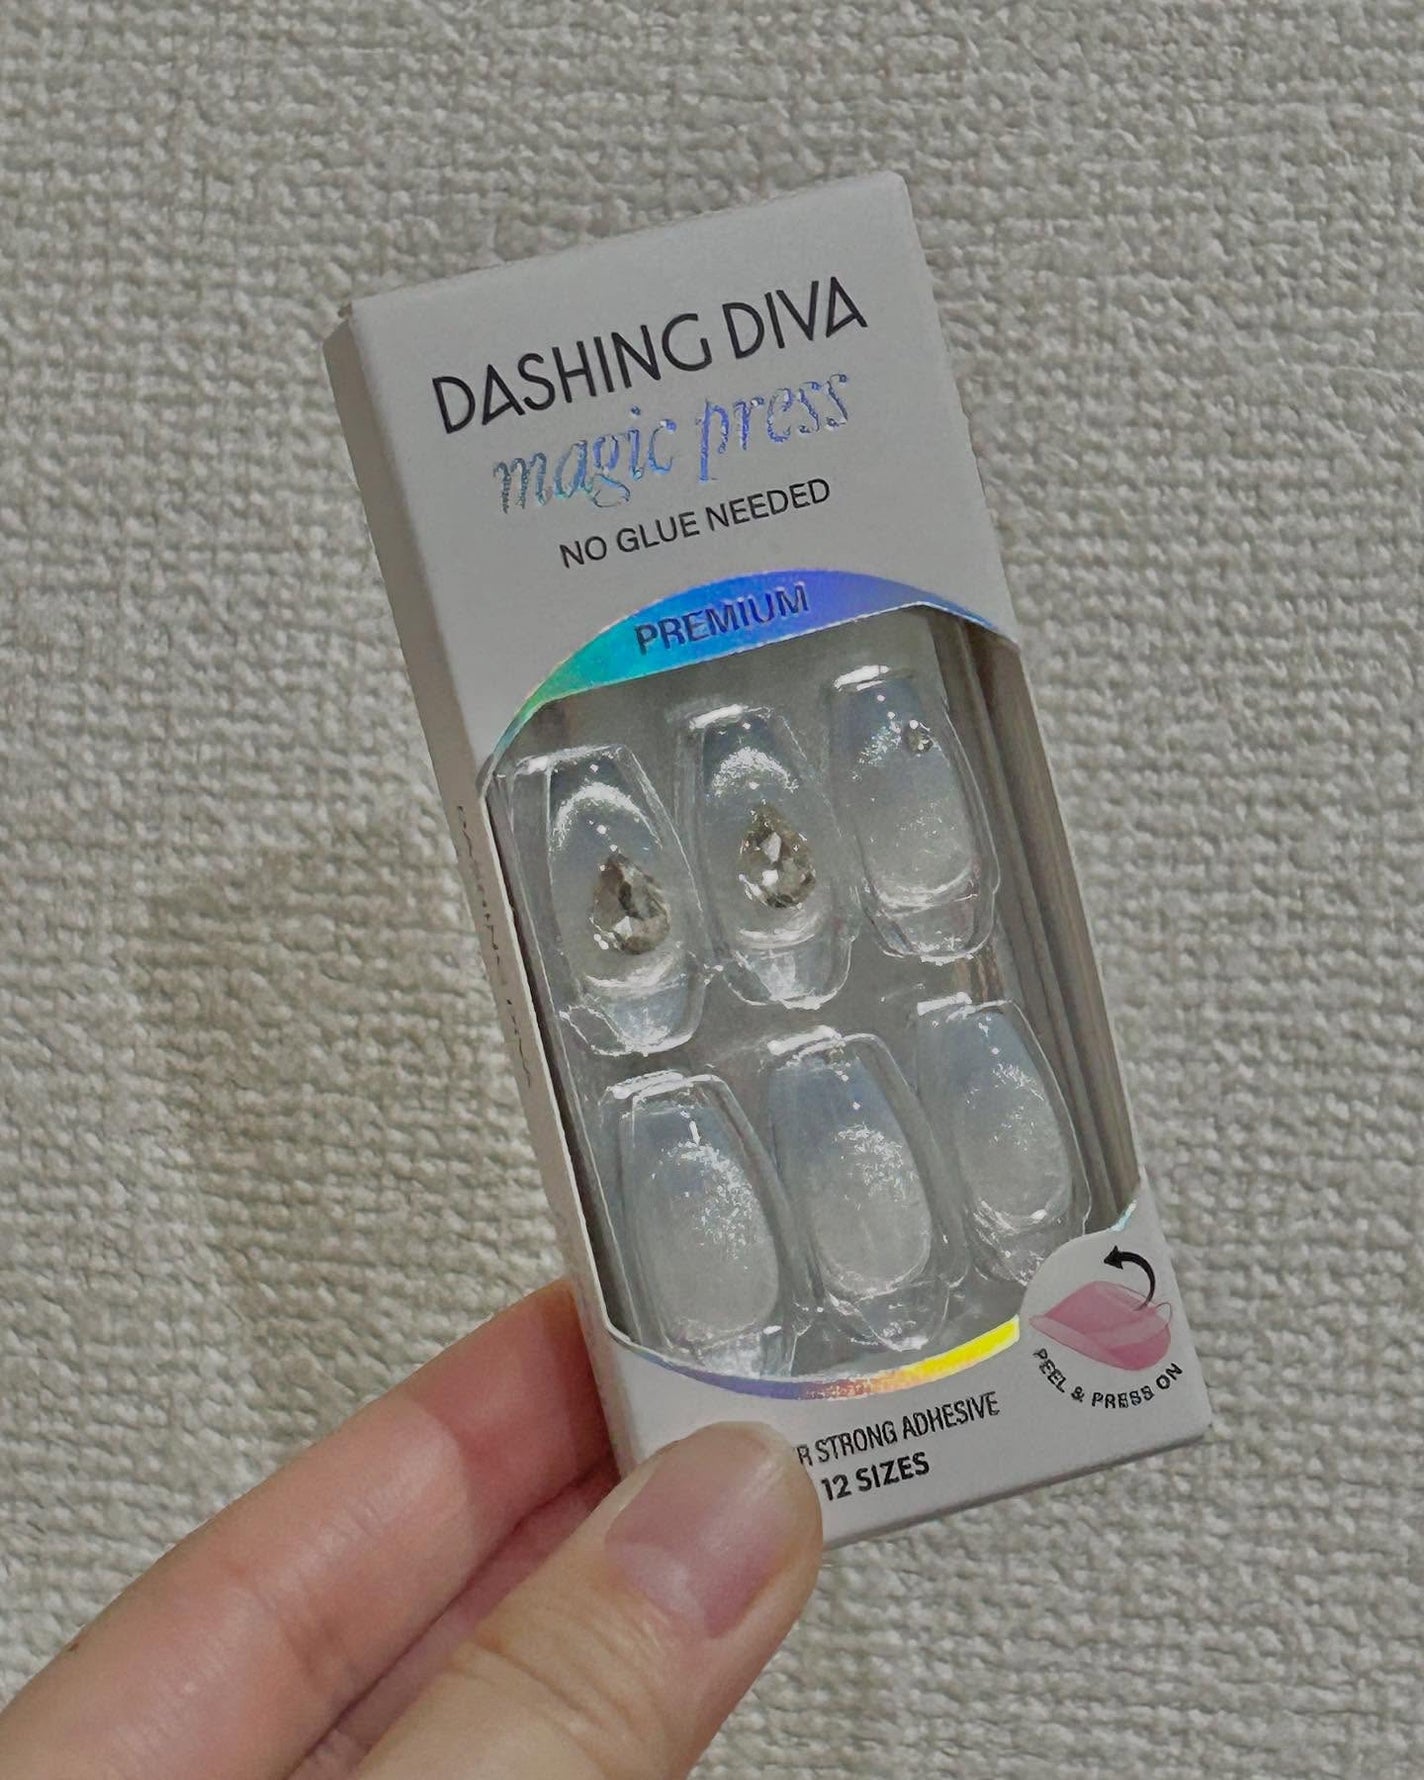 DASHING DIVA
magic press
NO GLUE NEEDED
PREMIUM
PEEL & PRESS ON
R STRONG ADHESIVE
12 SIZES